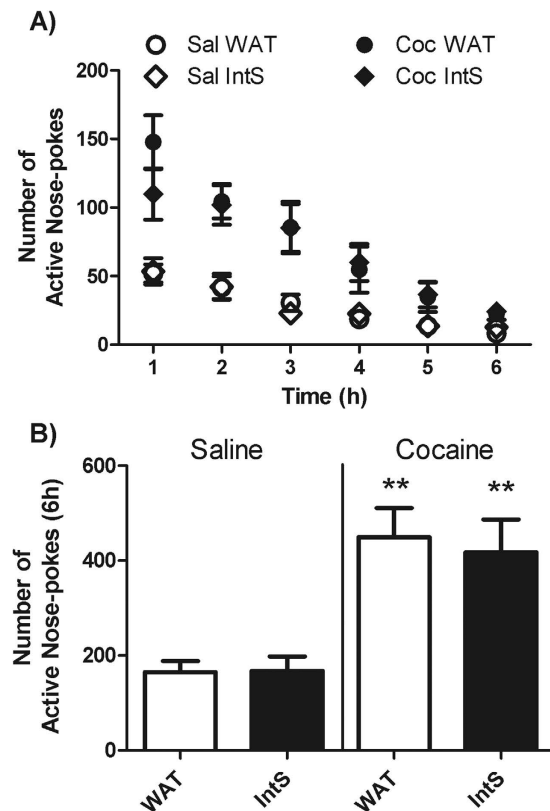 A)
Sal WAT
Coc WAT
Sal IntS
Coc IntS
200
150
100
50
0
Number of
Active Nose-pokes
1 2 3 4 5 6
Time (h)
B)
Saline Cocaine
600
400
200
0
Number of
Active Nose-pokes (6h)
** **
WAT IntS WAT IntS